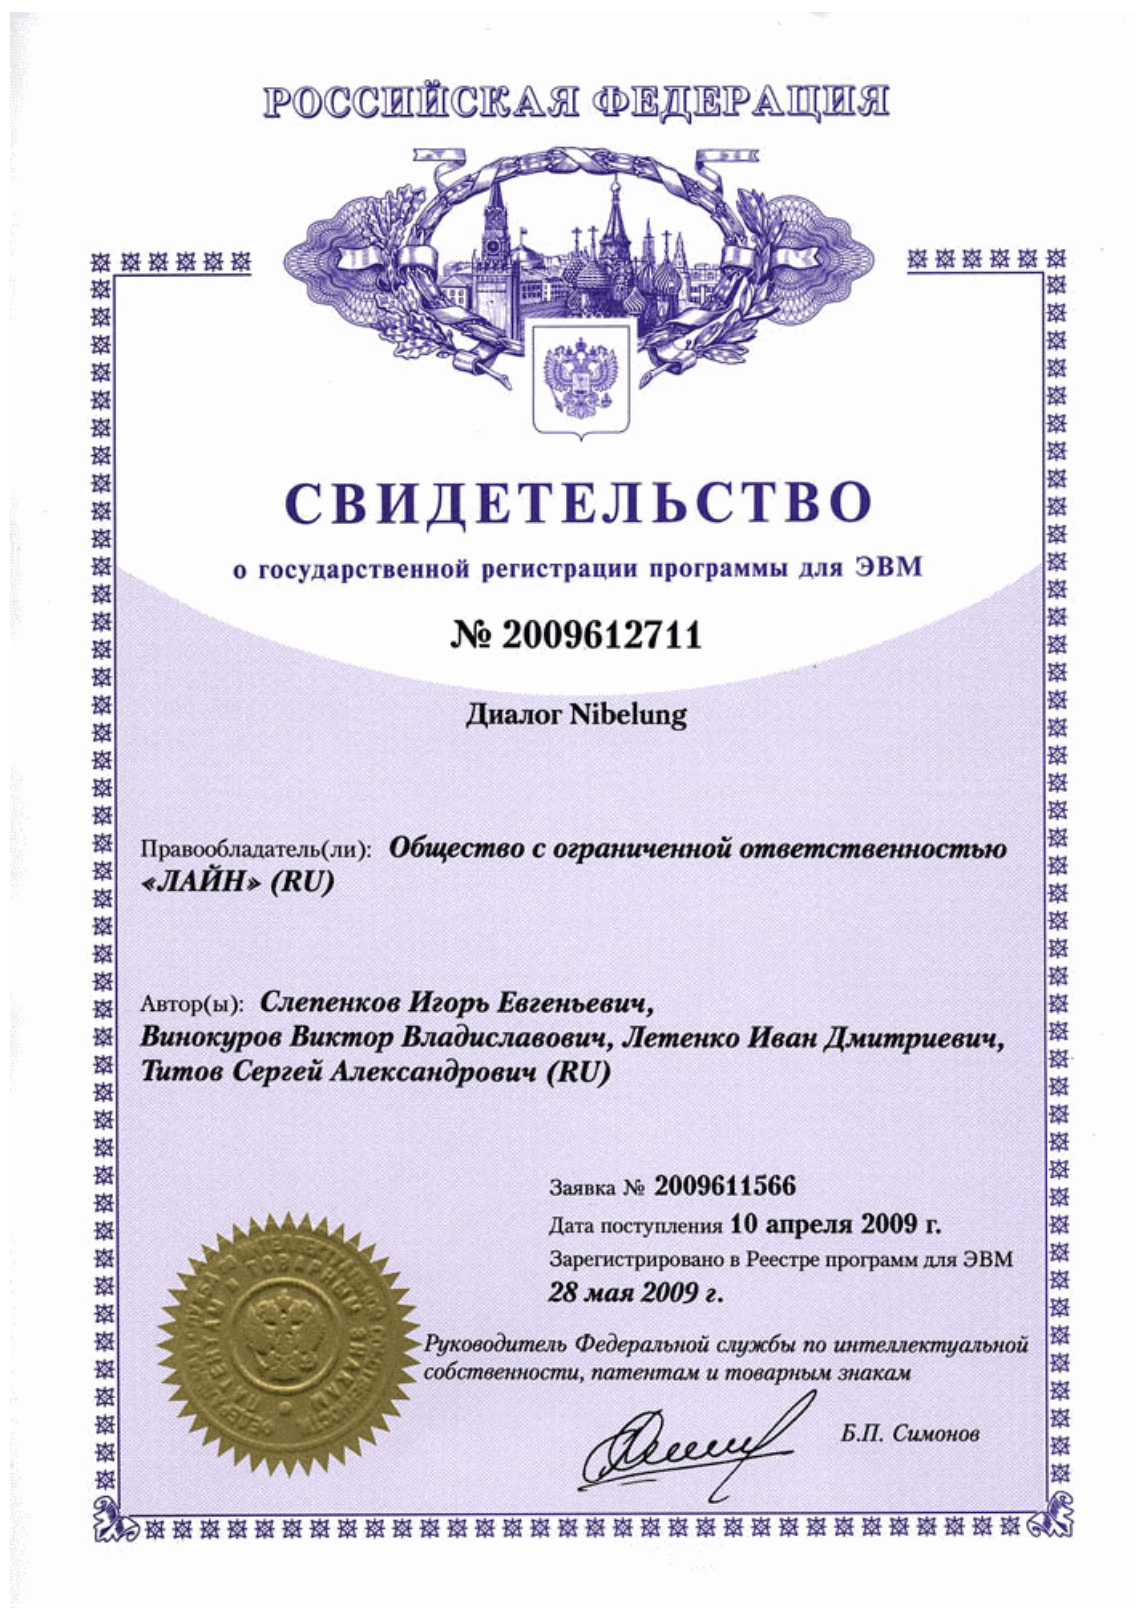 РОССИЙСКАЯ ФЕДЕРАЦИЯ
СВИДЕТЕЛЬСТВО
о государственной регистрации программы для ЭВМ
№ 2009612711
Диалог Nibelung
Правообладатель(ли): Общество с ограниченной ответственностью
«ЛАЙН» (RU)
Автор(ы): Слепенков Игорь Евгеньевич,
Винокуров Виктор Владиславович, Летенко Иван Дмитриевич,
Титов Сергей Александрович (RU)
Заявка № 2009611566
Дата поступления 10 апреля 2009 г.
Зарегистрировано в Реестре программ для ЭВМ
28 мая 2009 г.
Руководитель Федеральной службы по интеллектуальной
собственности, патентам и товарным знакам
Б.П. Симонов